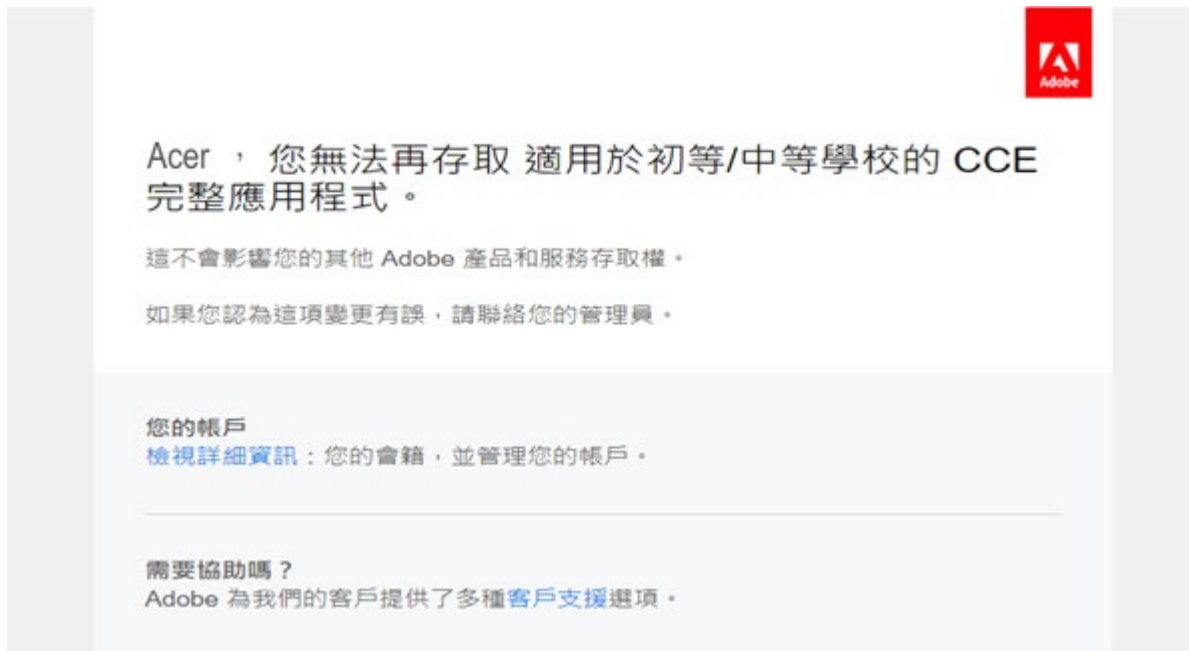 Adobe
Acer ， 您無法再存取 適用於初等/中等學校的 CCE
完整應用程式。
這不會影響您的其他 Adobe 產品和服務存取權。
如果您認為這項變更有誤，請聯絡您的管理員。
您的帳戶
檢視詳細資訊：您的會籍，並管理您的帳戶。
需要協助嗎？
Adobe 為我們的客戶提供了多種客戶支援選項。